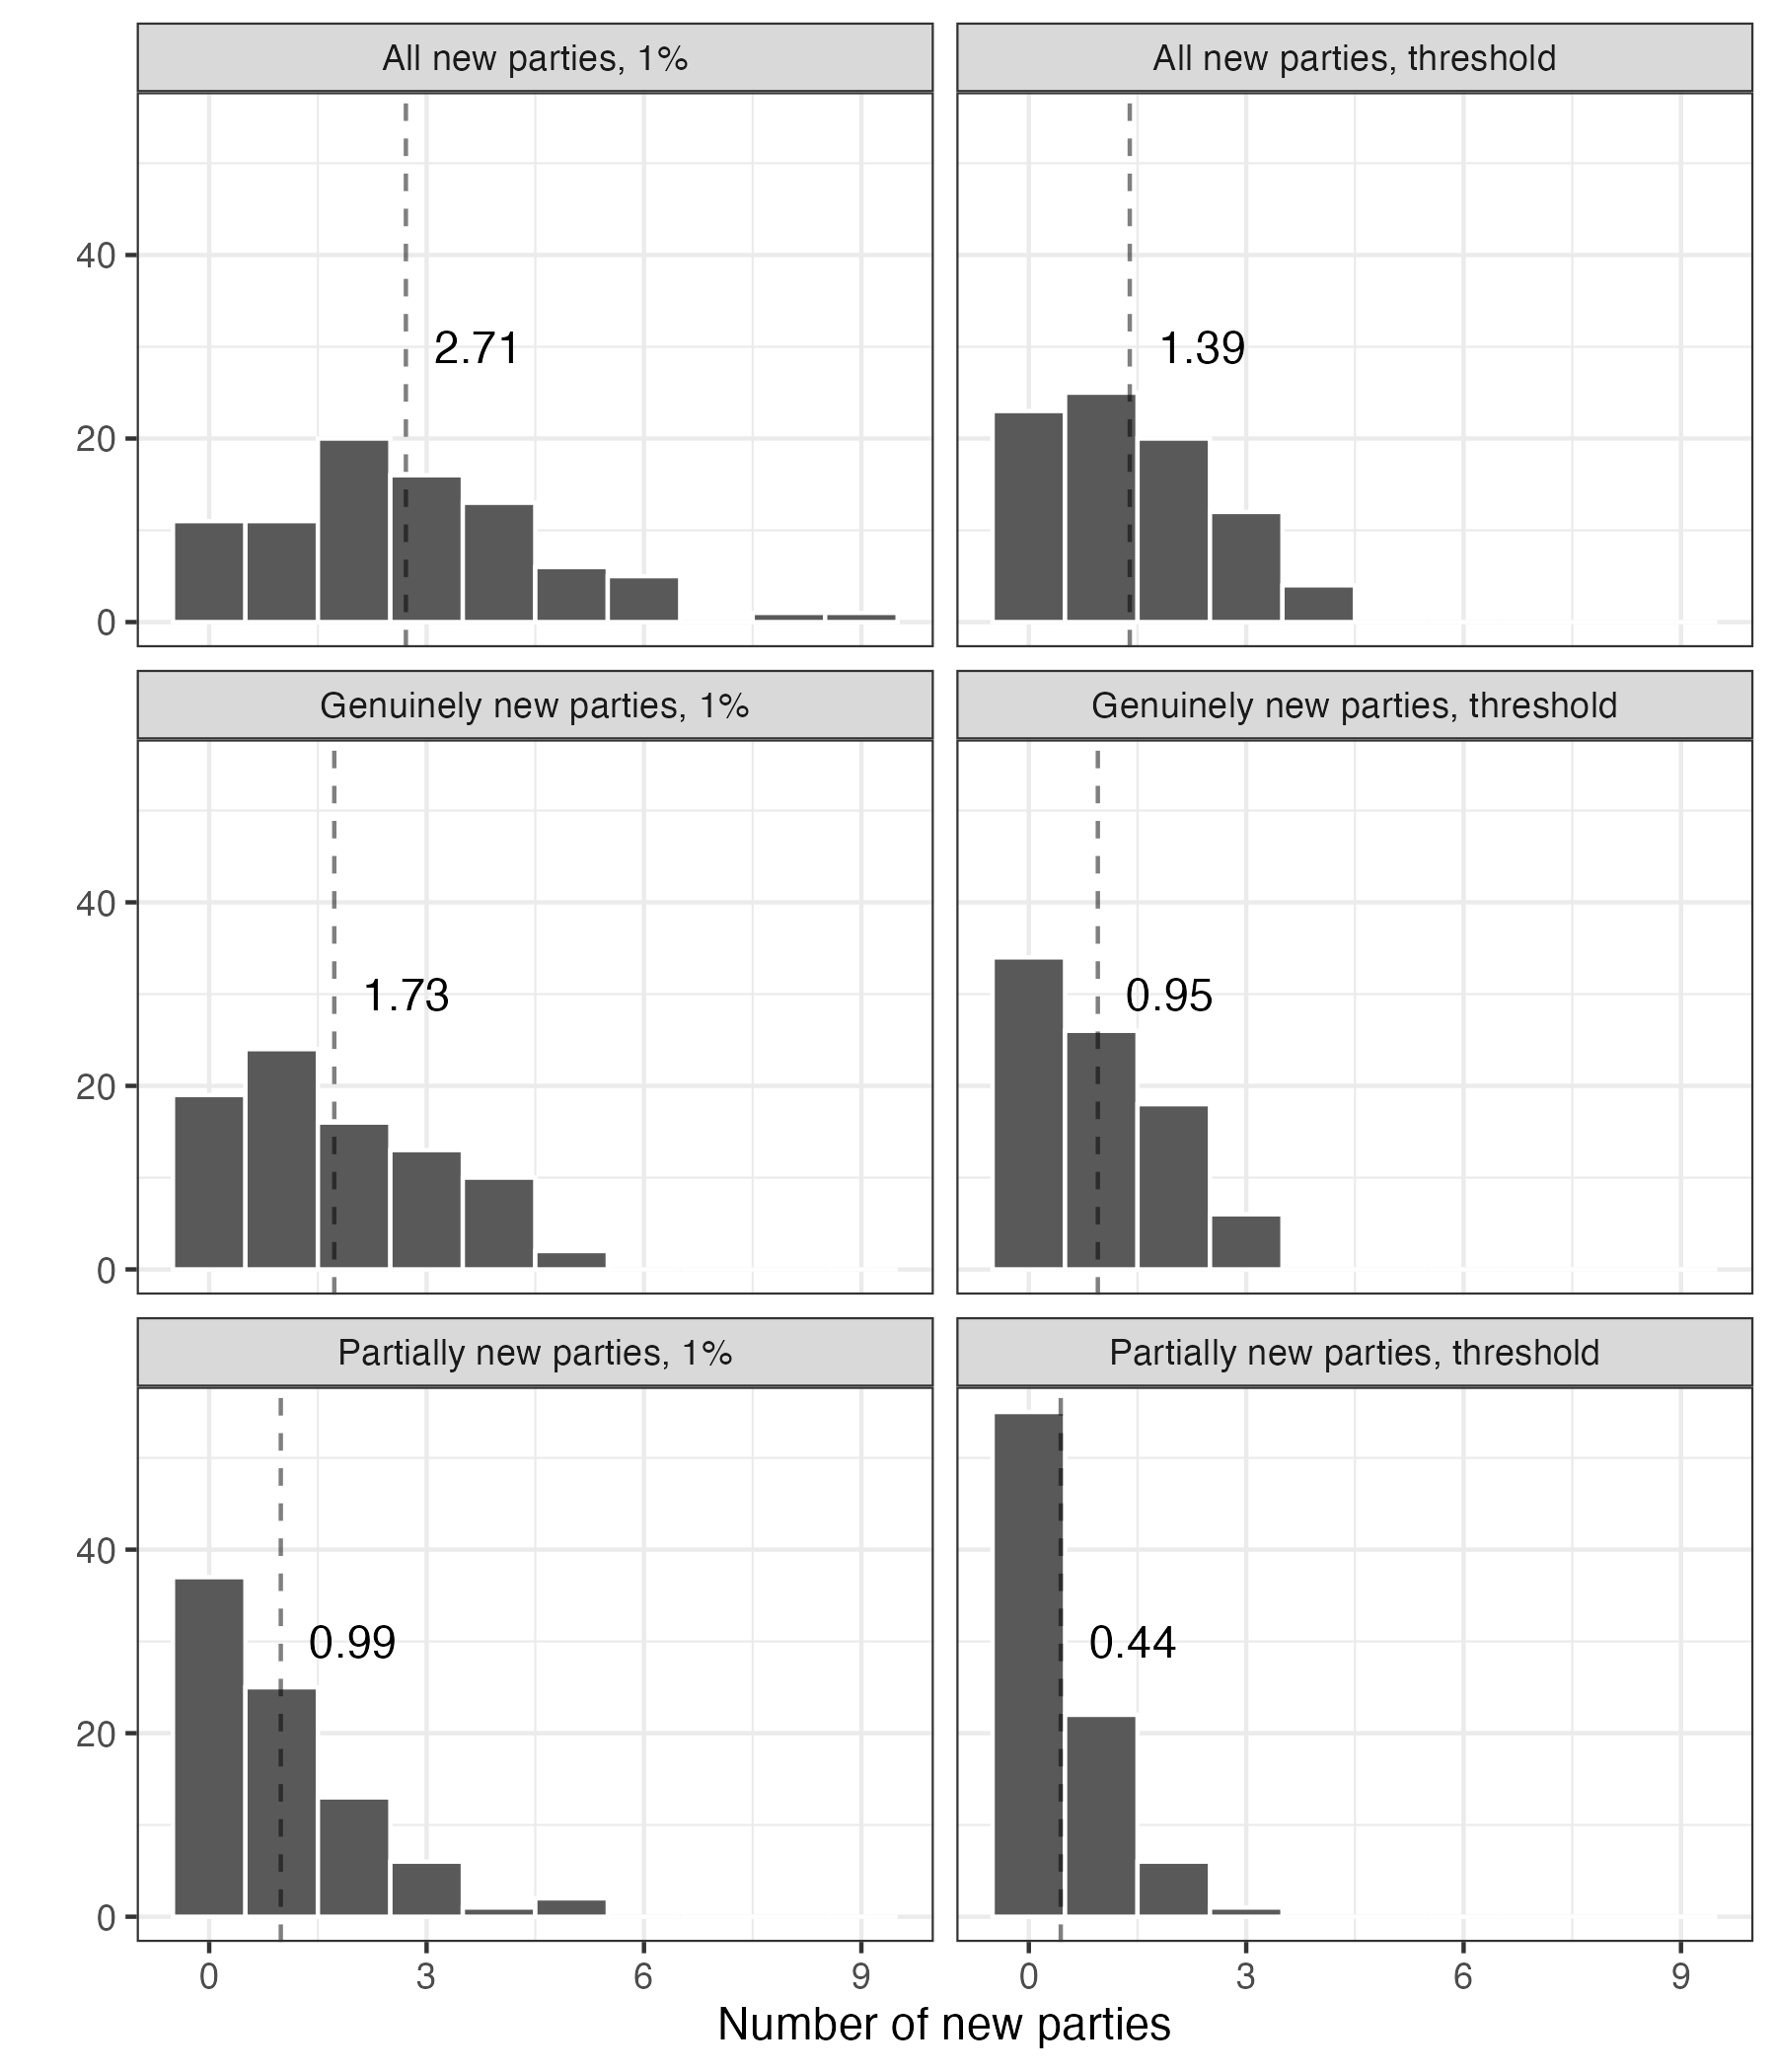 All new parties, 1%
All new parties, threshold
40
20
0
2.71
1.39
Genuinely new parties, 1%
Genuinely new parties, threshold
40
20
0
1.73
0.95
Partially new parties, 1%
Partially new parties, threshold
40
20
0
0.99
0.44
0 3 6 9
0 3 6 9
Number of new parties